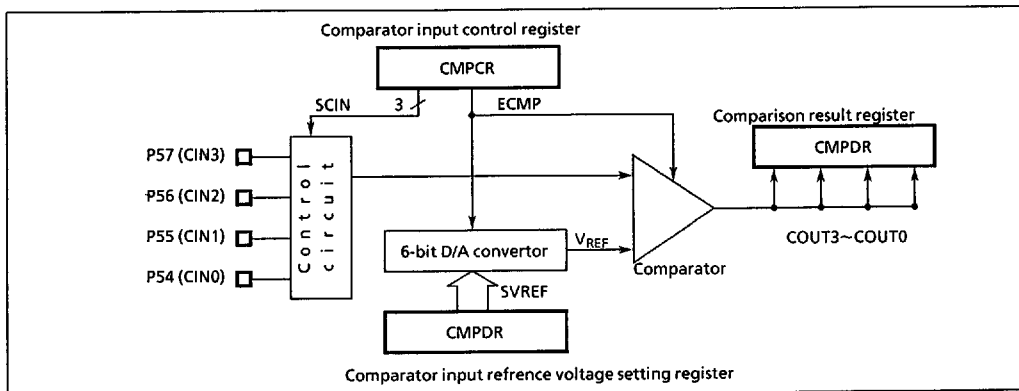 Comparator input control register
CMPCR
SCIN
3
ECMP
Comparison result register
CMPDR
P57 (CIN3)
P56 (CIN2)
P55 (CIN1)
P54 (CIN0)
Control circuit
6-bit D/A convertor
VREF
Comparator
COUT3~COUT0
SVREF
CMPDR
Comparator input refrence voltage setting register